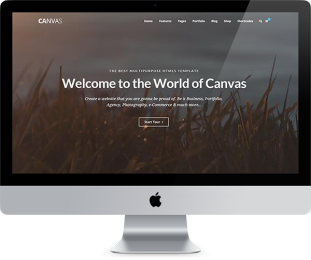 CANVAS
Home Features Pages Portfolio Blog Shop Shortcodes
THE BEST MULTIPURPOSE HTML5 TEMPLATE
Welcome to the World of Canvas
Create a website that you are gonna be proud of. Be it Business, Portfolio,
Agency, Photography, eCommerce & much more.
Start Tour